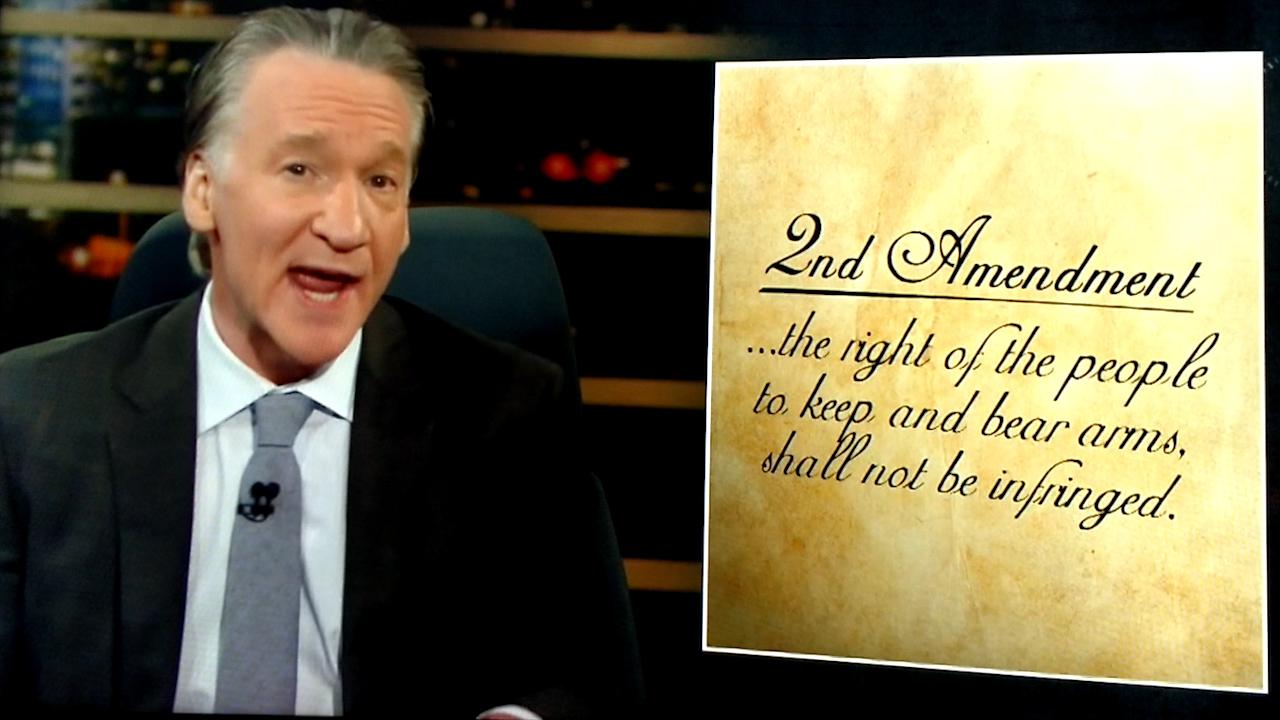 2nd Amendment
...the right of the people
to keep and bear arms,
shall not be infringed.